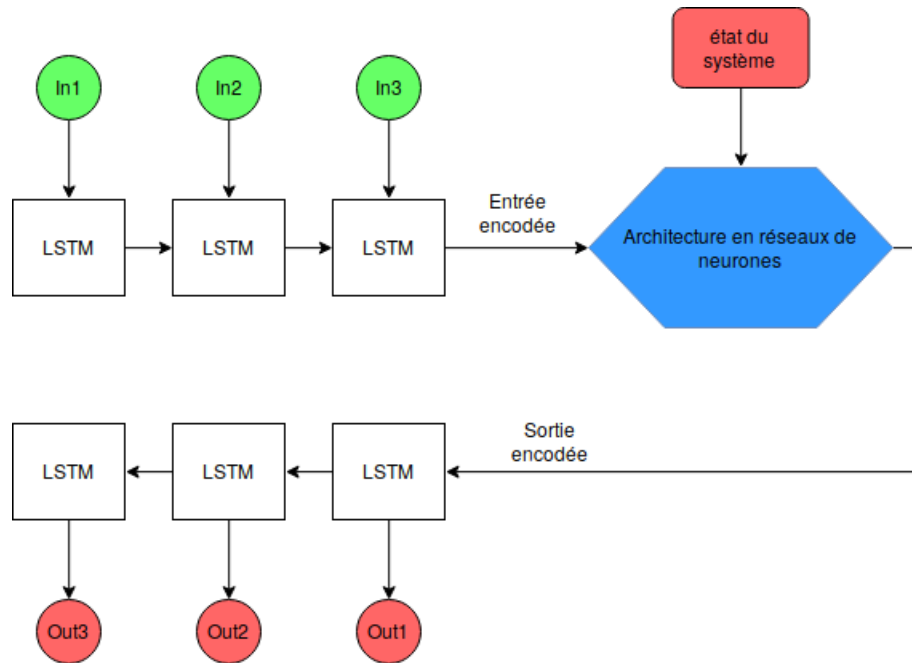 état du
système
In1
In2
In3
LSTM
LSTM
LSTM
Entrée
encodée
Architecture en réseaux de
neurones
LSTM
LSTM
LSTM
Sortie
encodée
Out3
Out2
Out1